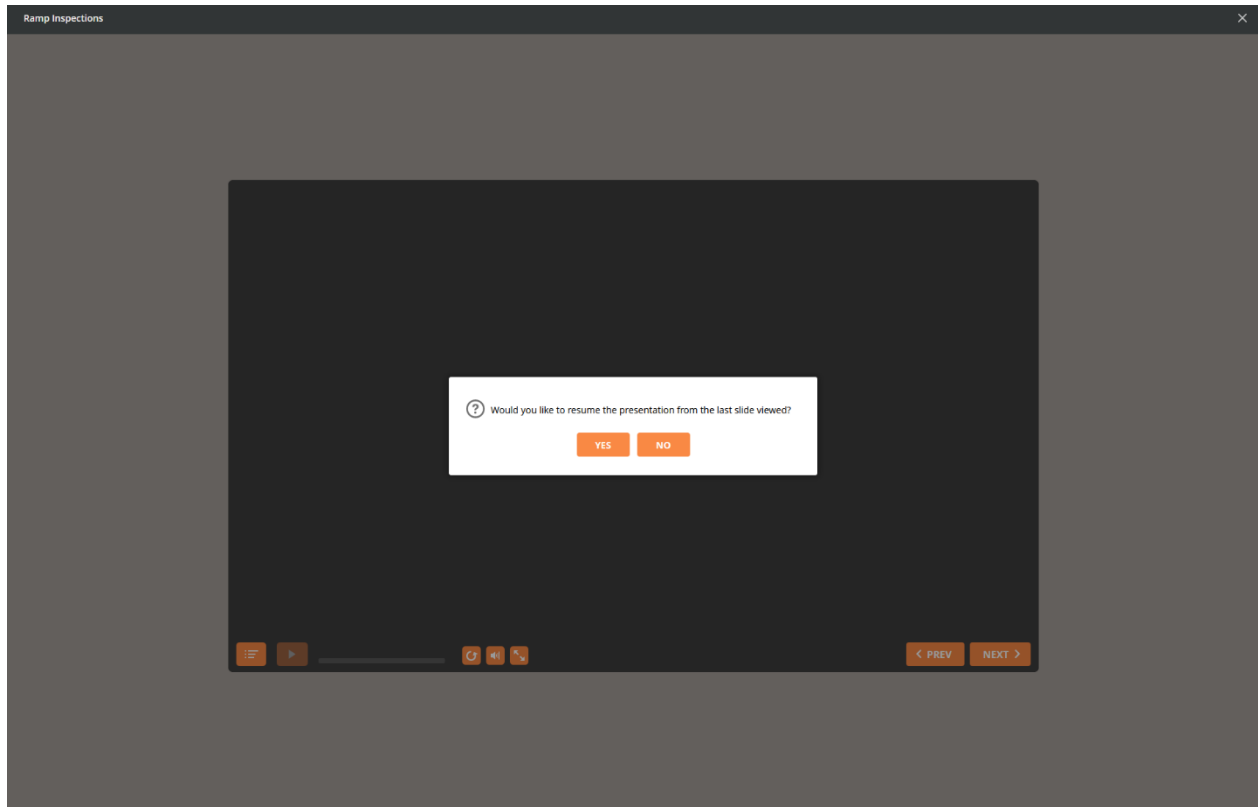 Ramp Inspections
Would you like to resume the presentation from the last slide viewed?
YES NO
PREV NEXT